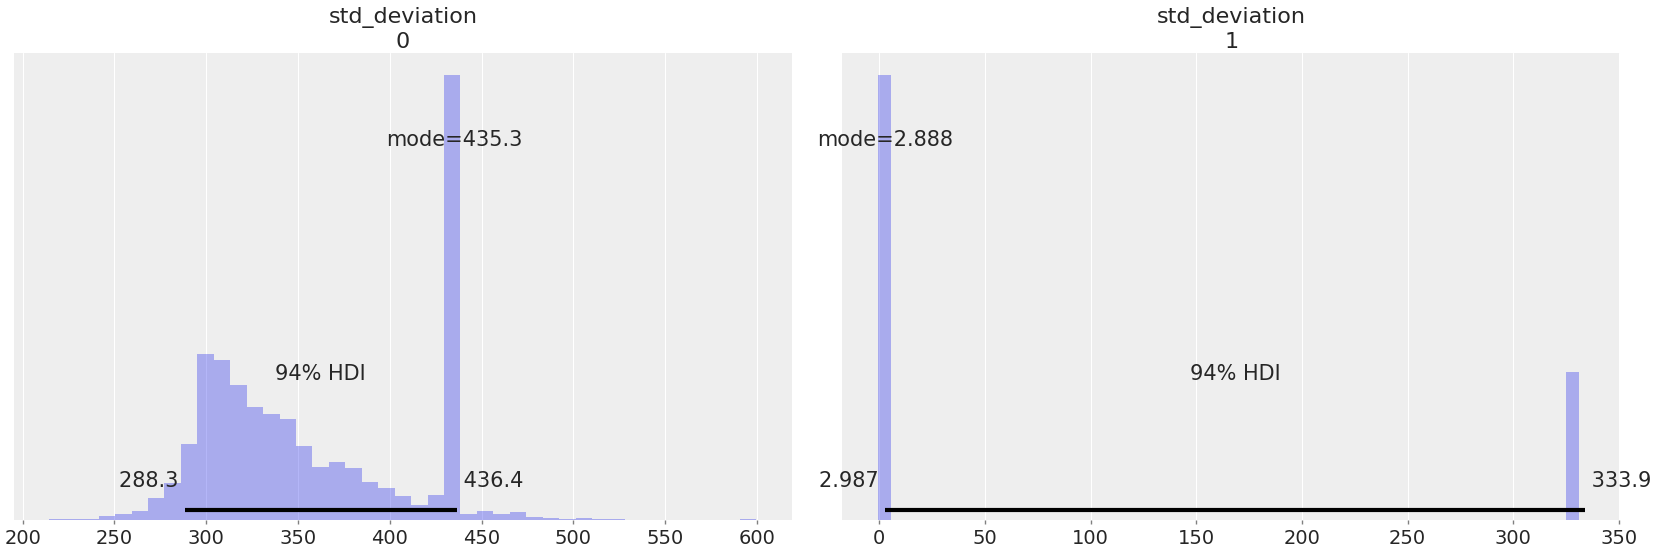 std_deviation
0
mode=435.3
94% HDI
288.3
436.4
200 250 300 350 400 450 500 550 600
std_deviation
1
mode=2.888
94% HDI
2.987
333.9
0 50 100 150 200 250 300 350